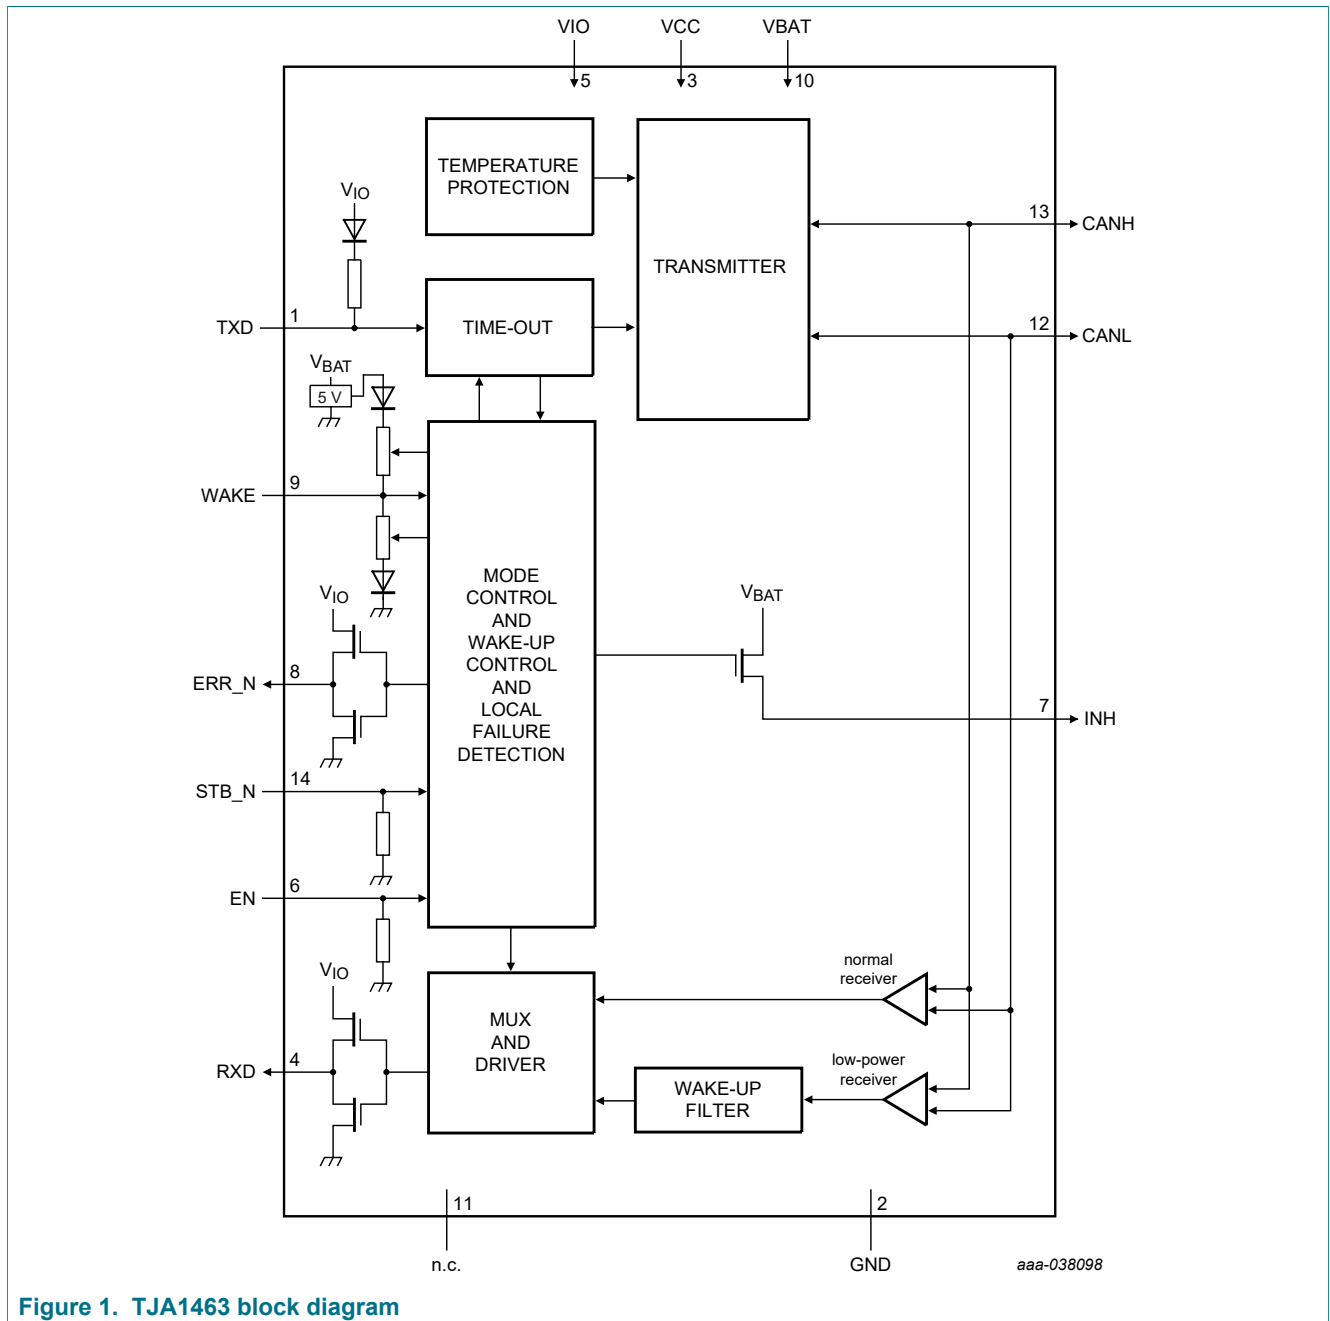 VIO VCC VBAT
5 3 10
TEMPERATURE
PROTECTION
VIO
TRANSMITTER
13 CANH
TXD 1
TIME-OUT
12 CANL
VBAT
5 V
WAKE 9
MODE
CONTROL
AND
WAKE-UP
CONTROL
AND
LOCAL
FAILURE
DETECTION
VIO
VBAT
ERR_N 8
7 INH
STB_N 14
EN 6
VIO
normal
receiver
MUX
AND
DRIVER
RXD 4
low-power
receiver
WAKE-UP
FILTER
11 2
n.c. GND aaa-038098
Figure 1. TJA1463 block diagram